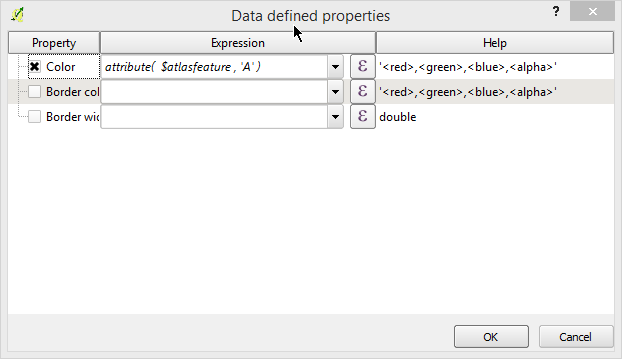 Data defined properties ?
Property Expression Help
Color attribute( $atlasfeature , 'A' ) ε '<red>,<green>,<blue>,<alpha>'
Border col ε '<red>,<green>,<blue>,<alpha>'
Border wid ε double
OK Cancel